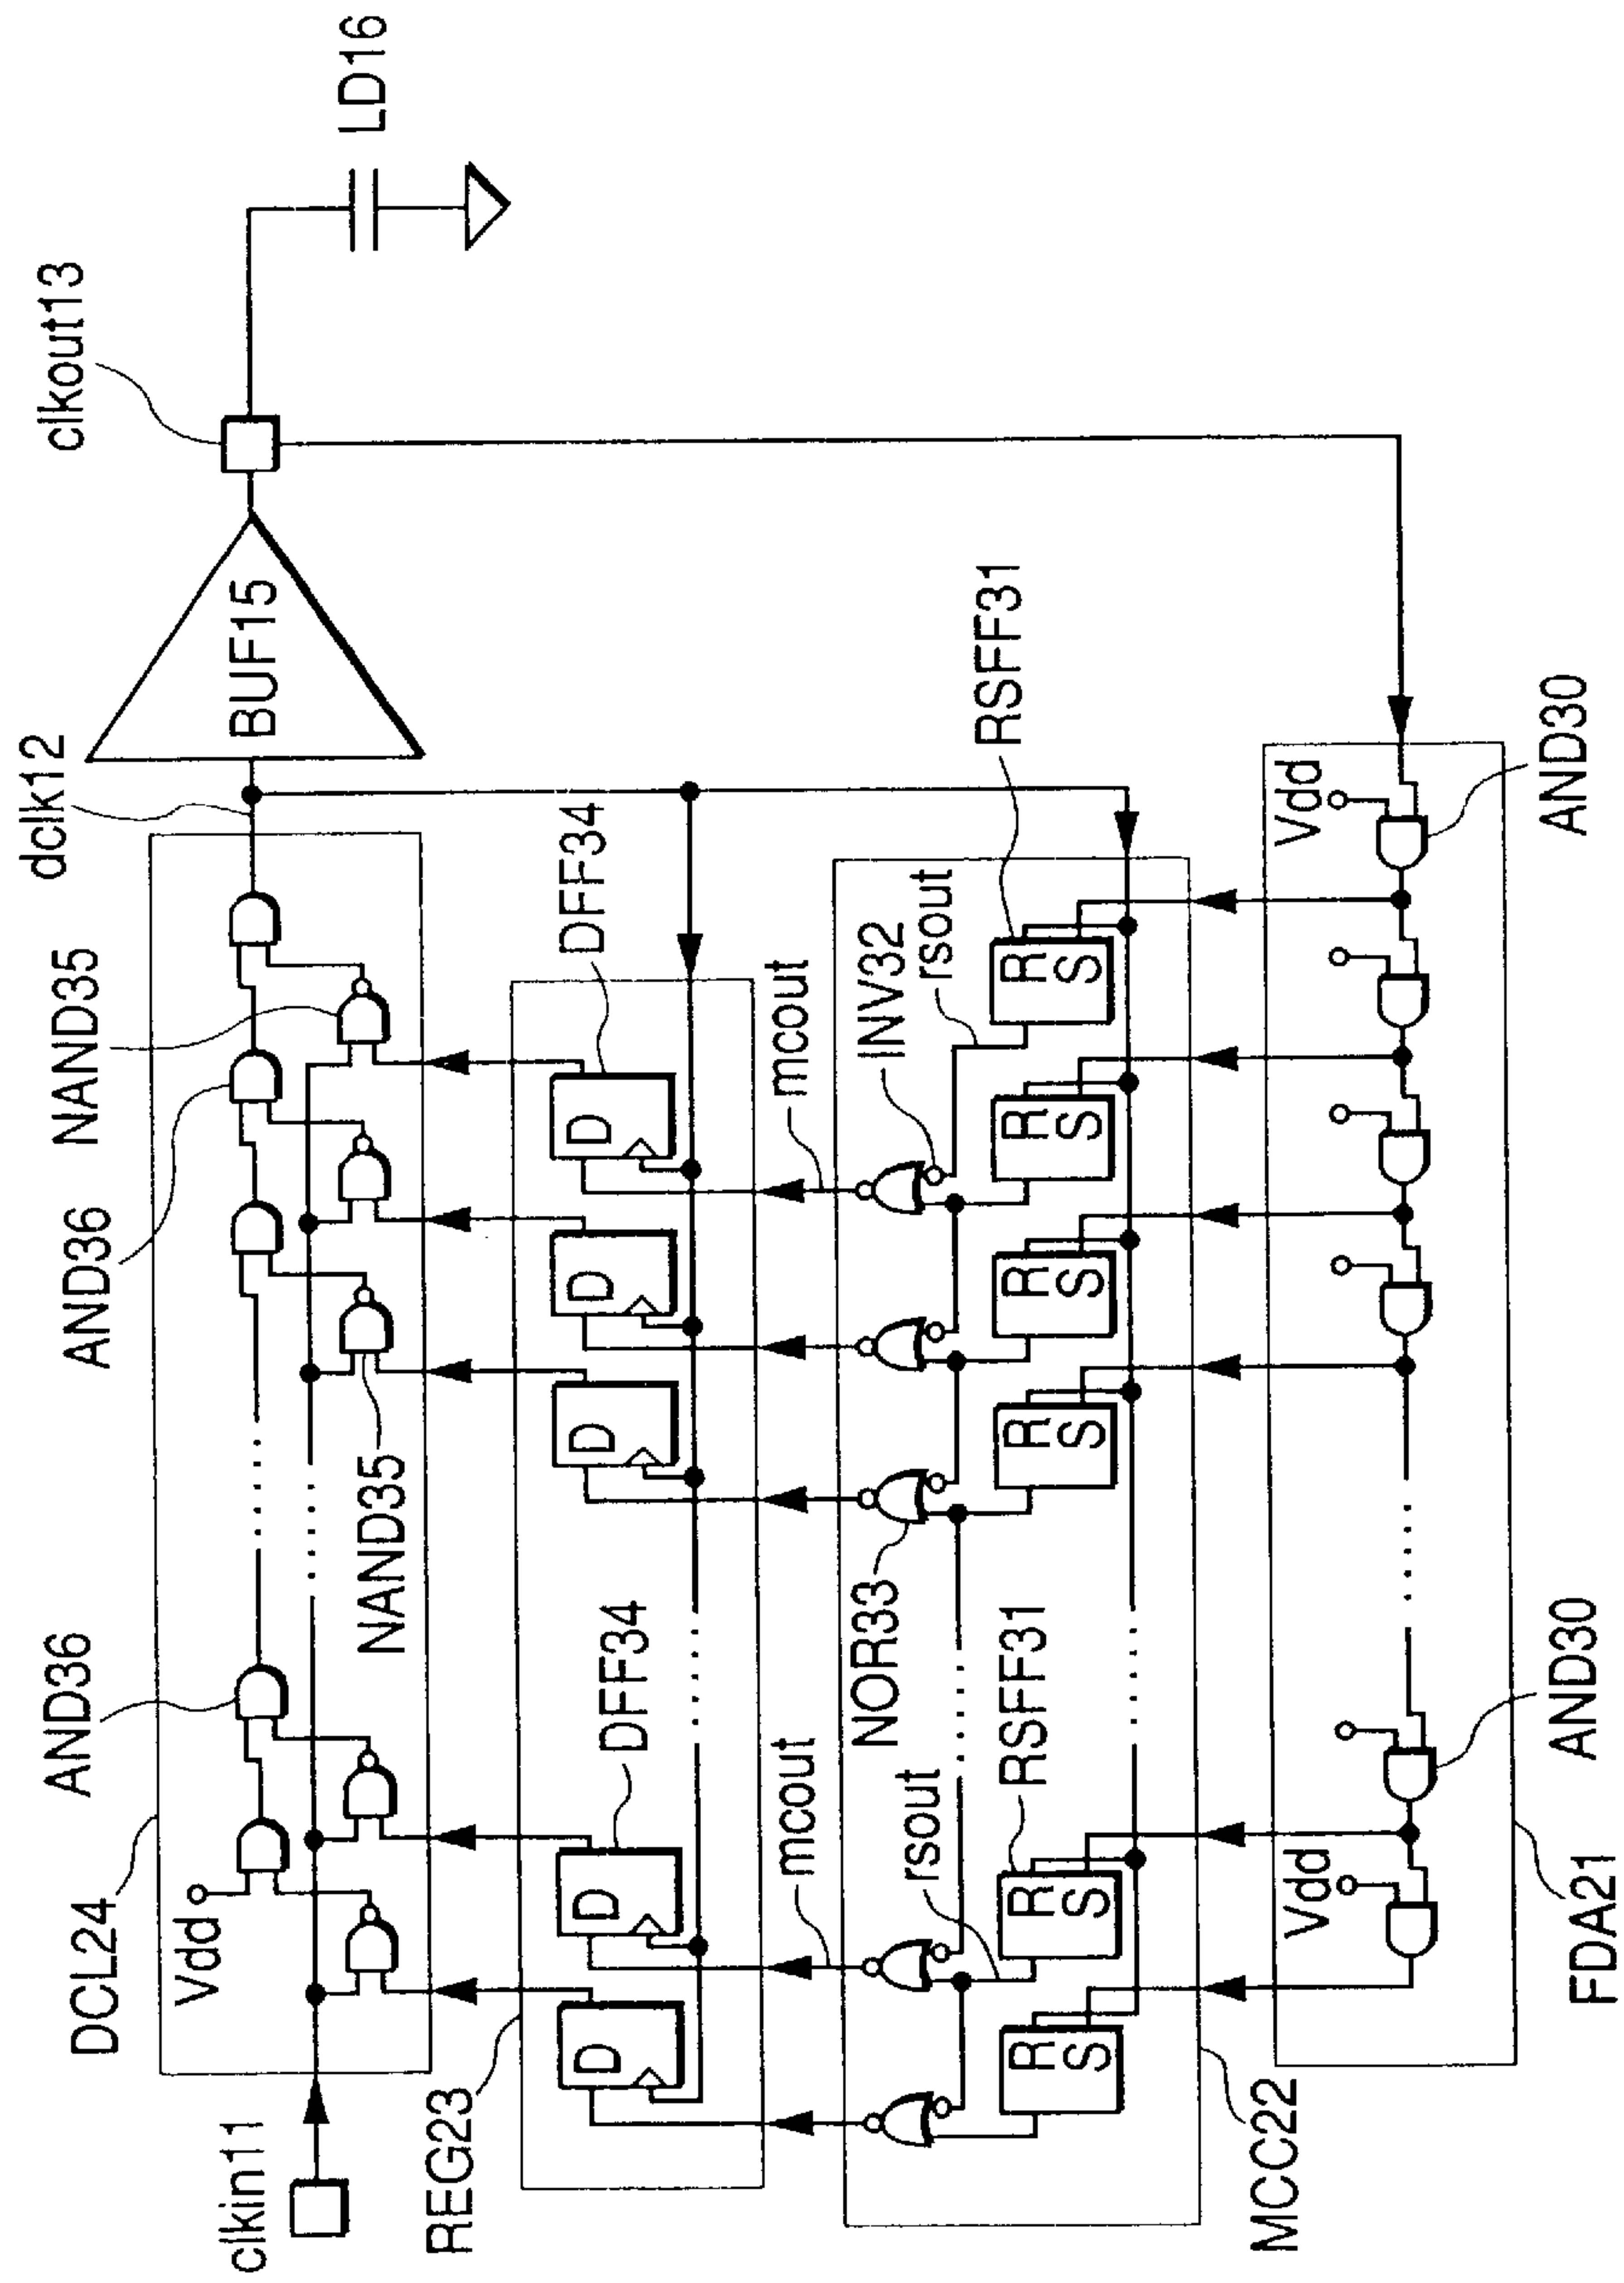 LD16
clkout13
BUF15
dclk12
NAND35
AND36
NAND35
AND36
DCL24
Vdd
clkin11
DFF34
D
D
D
DFF34
D
D
REG23
mcout
mcout
INV32
rsout
RSFF31
R
S
R
S
R
S
R
S
NOR33
RSFF31
rsout
R
S
R
S
MCC22
Vdd
AND30
AND30
Vdd
FDA21